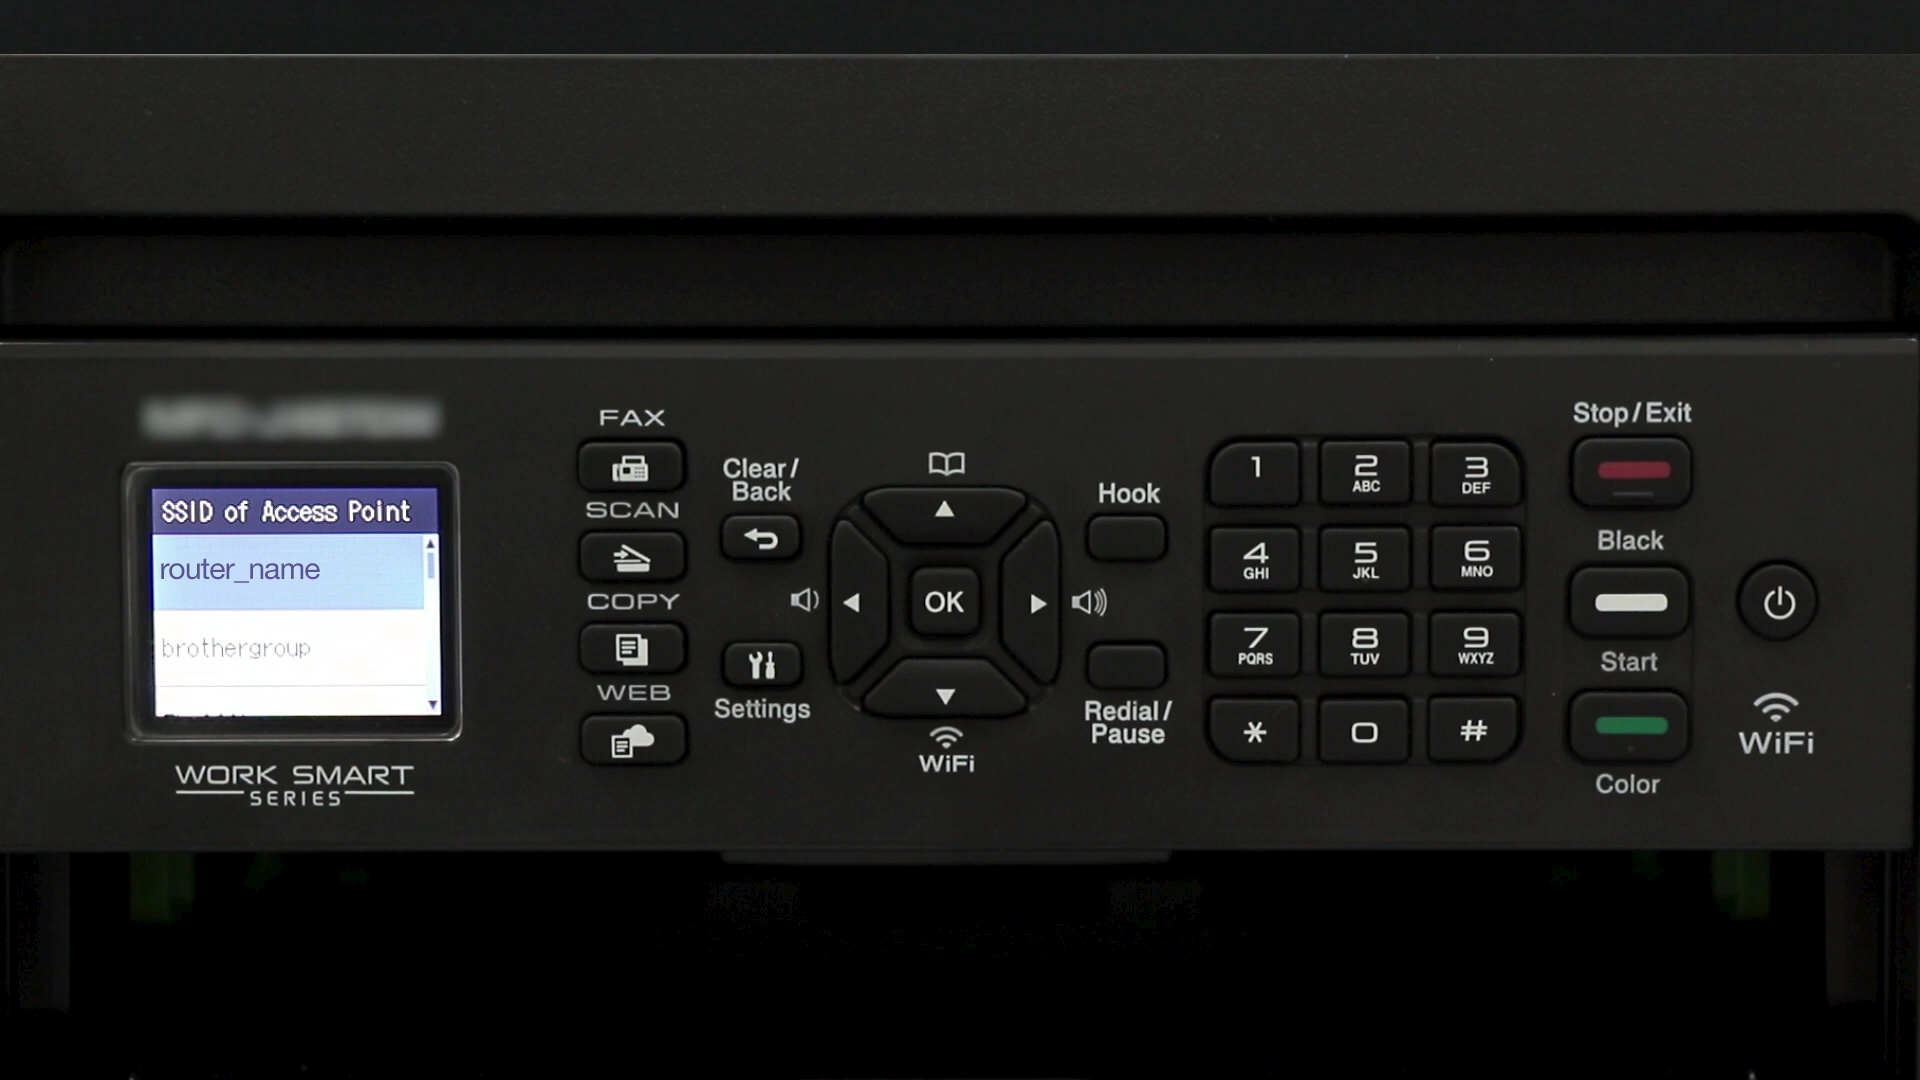 SSID of Access Point
router_name
brothergroup
WORK SMART
SERIES
FAX
SCAN
COPY
WEB
Clear/
Back
Settings
OK
WiFi
Hook
Redial/
Pause
1
2
ABC
3
DEF
4
GHI
5
JKL
6
MNO
7
PQRS
8
TUV
9
WXYZ
*
0
#
Stop/Exit
Black
Start
Color
WiFi